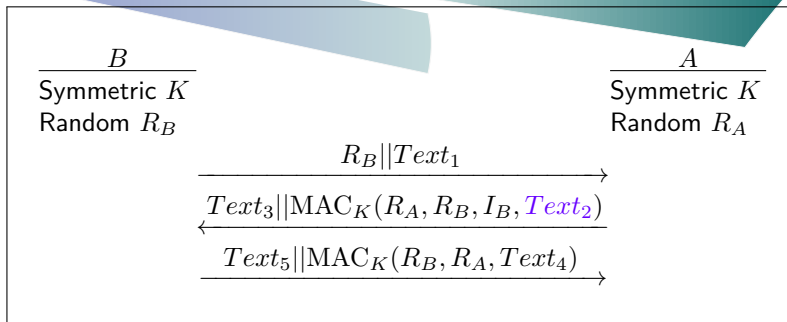 B A
Symmetric K Symmetric K
Random R_B Random R_A
R_B||Text_1
Text_3||MAC_K(R_A, R_B, I_B, Text_2)
Text_5||MAC_K(R_B, R_A, Text_4)